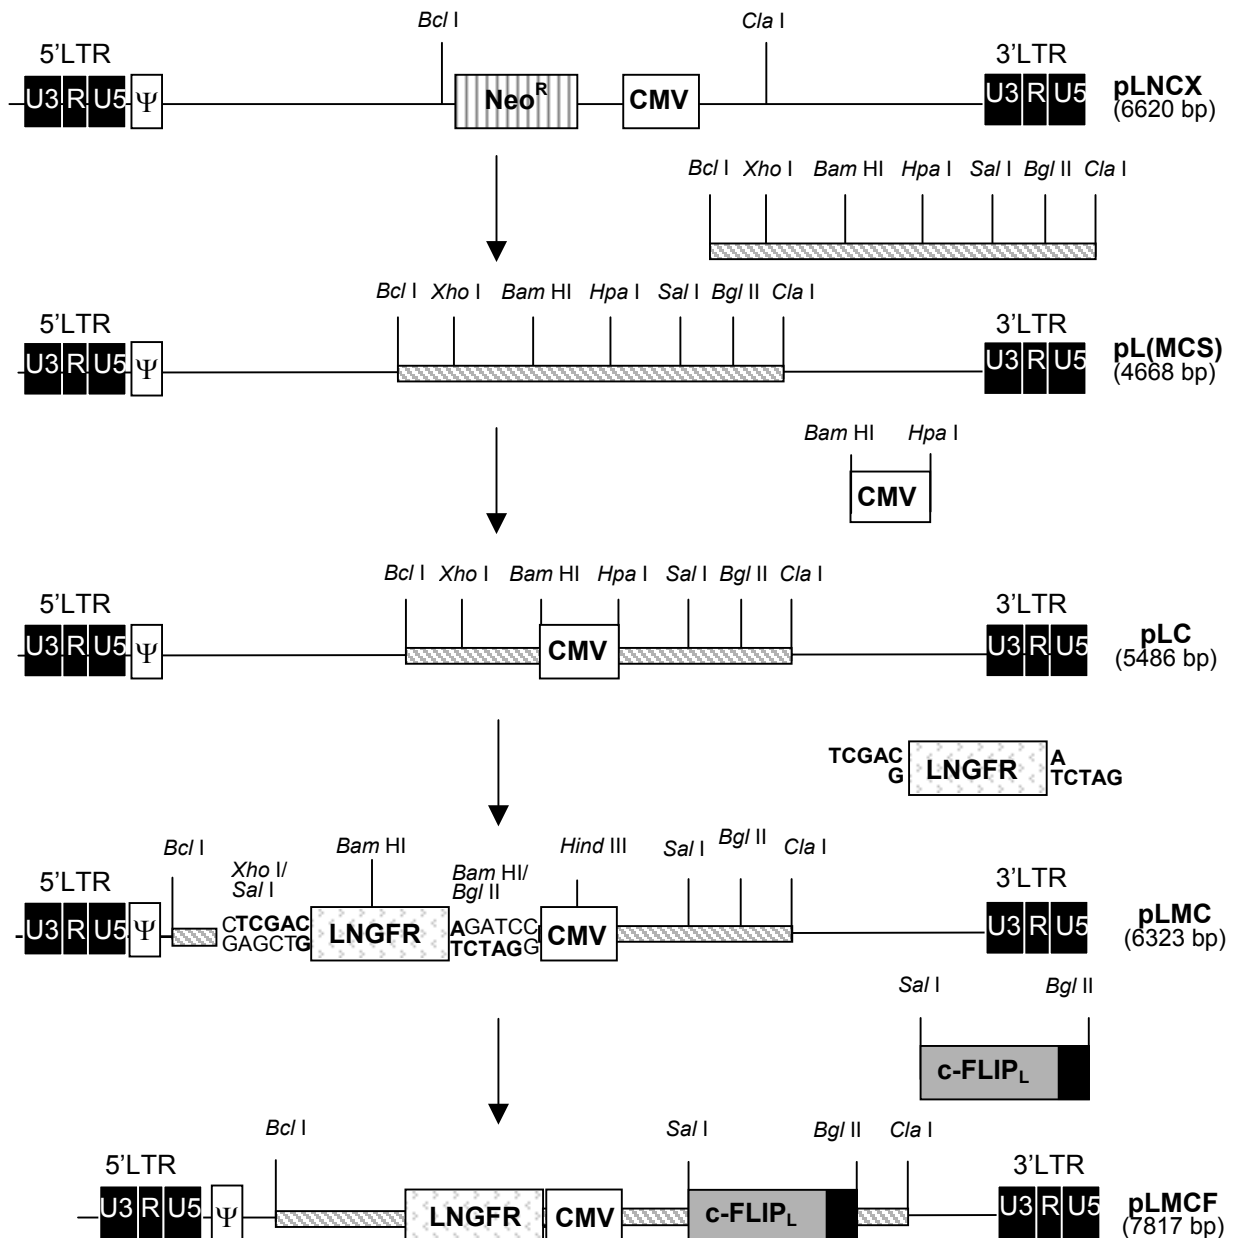 Bcl I Cla I
5'LTR 3'LTR
U3 R U5 Ψ Neo^R CMV U3 R U5 pLNCX
(6620 bp)
Bcl I Xho I Bam HI Hpa I Sal I Bgl II Cla I
Bcl I Xho I Bam HI Hpa I Sal I Bgl II Cla I
5'LTR 3'LTR
U3 R U5 Ψ U3 R U5 pL(MCS)
(4668 bp)
Bam HI Hpa I
CMV
Bcl I Xho I Bam HI Hpa I Sal I Bgl II Cla I
5'LTR 3'LTR
U3 R U5 Ψ CMV U3 R U5 pLC
(5486 bp)
TCGAC LNGFR A
G TCTAG
Bcl I Bam HI Hind III Sal I Bgl II Cla I
Xho I/ Bam HI/
Sal I Bgl II
5'LTR 3'LTR
CTCGAC AGATCC
U3 R U5 Ψ LNGFR CMV U3 R U5 pLMC
GAGCTG TCTAGG
(6323 bp)
Sal I Bgl II
c-FLIP_L
Bcl I Sal I Bgl II Cla I
5'LTR 3'LTR
U3 R U5 Ψ LNGFR CMV c-FLIP_L U3 R U5 pLMCF
(7817 bp)